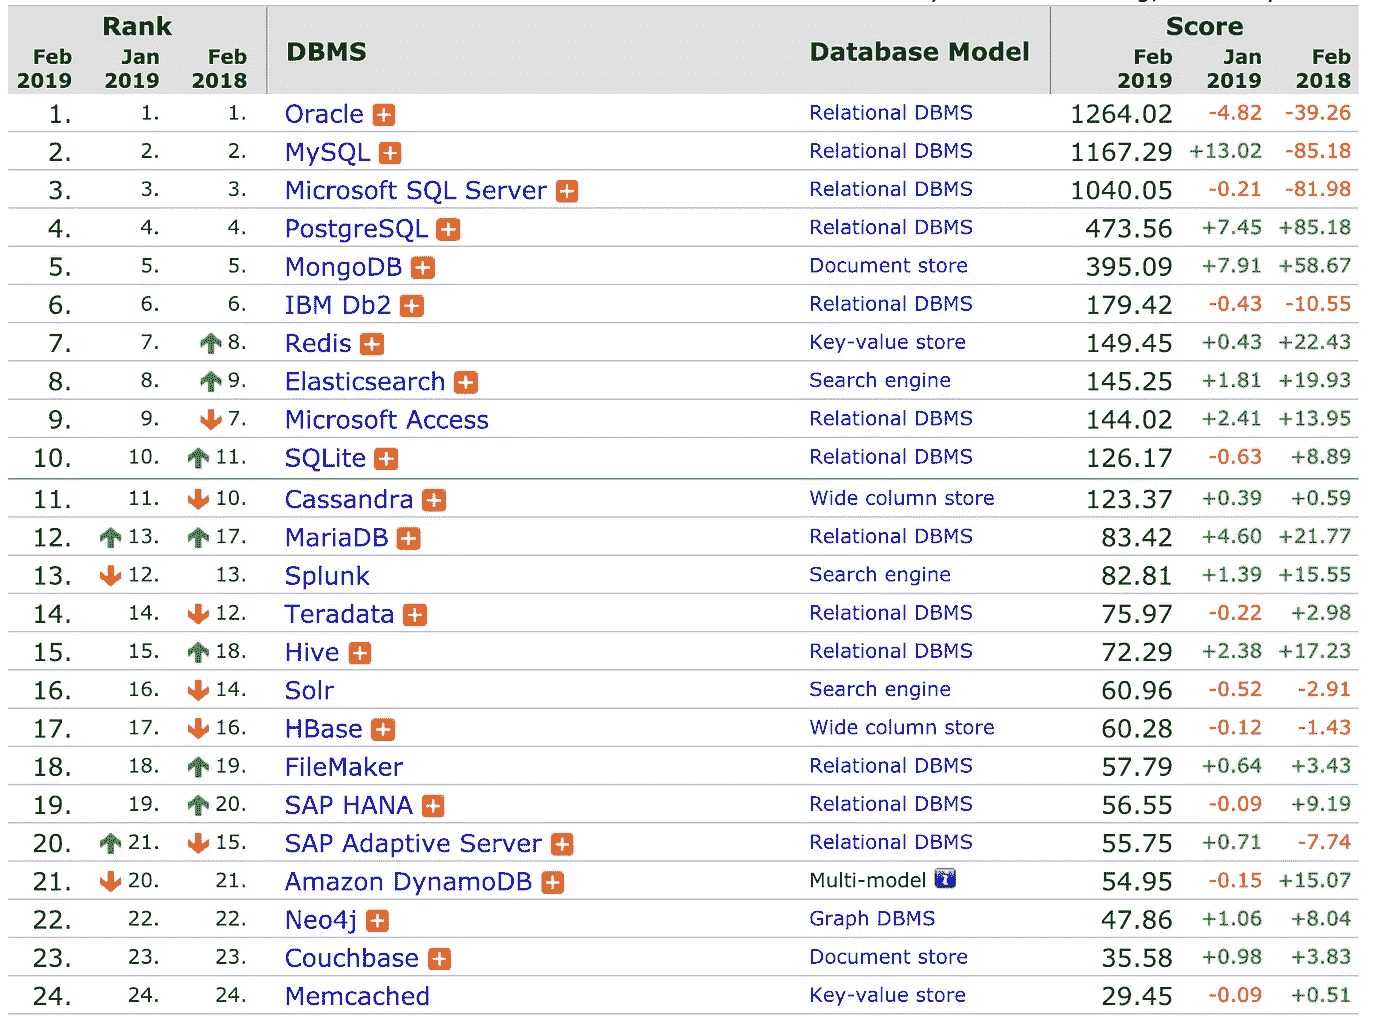 Rank Score
Feb Jan Feb DBMS Database Model Feb Jan Feb
2019 2019 2018 2019 2019 2018
1. 1. 1. Oracle + Relational DBMS 1264.02 -4.82 -39.26
2. 2. 2. MySQL + Relational DBMS 1167.29 +13.02 -85.18
3. 3. 3. Microsoft SQL Server + Relational DBMS 1040.05 -0.21 -81.98
4. 4. 4. PostgreSQL + Relational DBMS 473.56 +7.45 +85.18
5. 5. 5. MongoDB + Document store 395.09 +7.91 +58.67
6. 6. 6. IBM Db2 + Relational DBMS 179.42 -0.43 -10.55
7. 7. 8. Redis + Key-value store 149.45 +0.43 +22.43
8. 8. 9. Elasticsearch + Search engine 145.25 +1.81 +19.93
9. 9. 7. Microsoft Access Relational DBMS 144.02 +2.41 +13.95
10. 10. 11. SQLite + Relational DBMS 126.17 -0.63 +8.89
11. 11. 10. Cassandra + Wide column store 123.37 +0.39 +0.59
12. 13. 17. MariaDB + Relational DBMS 83.42 +4.60 +21.77
13. 12. 13. Splunk Search engine 82.81 +1.39 +15.55
14. 14. 12. Teradata + Relational DBMS 75.97 -0.22 +2.98
15. 15. 18. Hive + Relational DBMS 72.29 +2.38 +17.23
16. 16. 14. Solr Search engine 60.96 -0.52 -2.91
17. 17. 16. HBase + Wide column store 60.28 -0.12 -1.43
18. 18. 19. FileMaker Relational DBMS 57.79 +0.64 +3.43
19. 19. 20. SAP HANA + Relational DBMS 56.55 -0.09 +9.19
20. 21. 15. SAP Adaptive Server + Relational DBMS 55.75 +0.71 -7.74
21. 20. 21. Amazon DynamoDB + Multi-model i 54.95 -0.15 +15.07
22. 22. 22. Neo4j + Graph DBMS 47.86 +1.06 +8.04
23. 23. 23. Couchbase + Document store 35.58 +0.98 +3.83
24. 24. 24. Memcached Key-value store 29.45 -0.09 +0.51